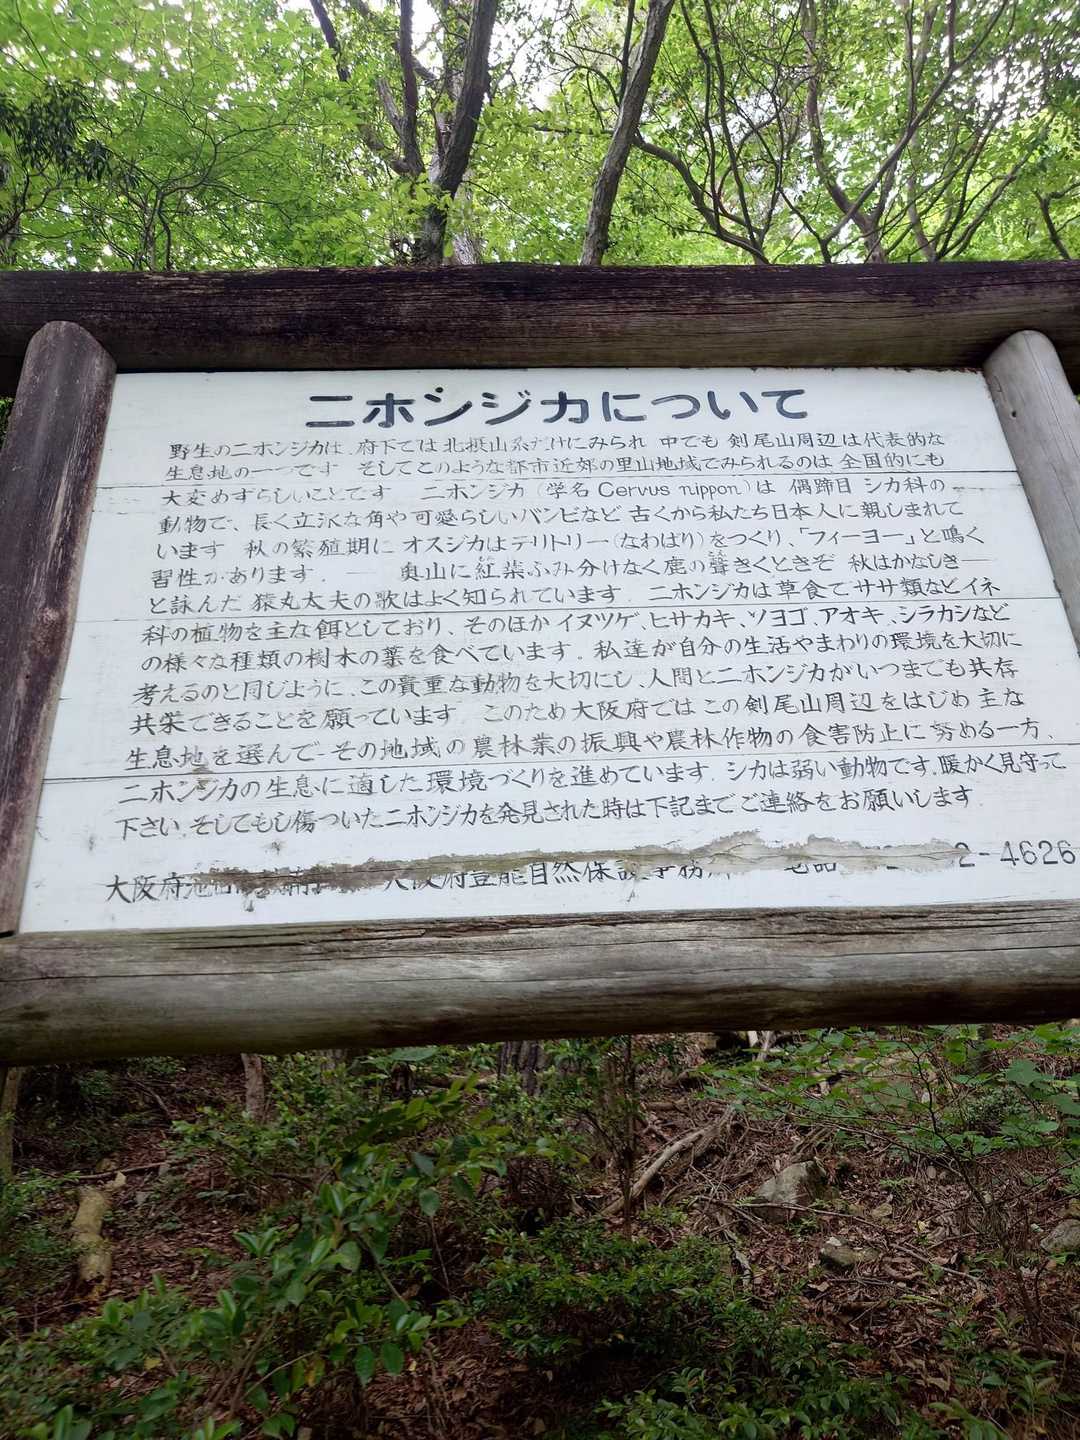 ニホンジカについて
野生のニホンジカは、府下では北摂山系だけにみられ 中でも 剣尾山周辺は代表的な
生息地の一つです そしてこのような都市近郊の里山地域でみられるのは 全国的にも
大変めずらしいことです ニホンジカ(学名 Cervus nippon)は 偶蹄目 シカ科の
動物で、長く立派な角や可愛らしいバンビなど 古くから私たち日本人に親しまれて
います 秋の繁殖期に オスジカはテリトリー(なわばり)をつくり、「フィーヨー」と鳴く
習性があります. ― 奥山に紅葉ふみ分けなく鹿の聲きくときぞ 秋はかなしき―
と詠んだ 猿丸太夫の歌はよく知られています. ニホンジカは草食でササ類などイネ
科の植物を主な餌としており、そのほかイヌツゲ、ヒサカキ、ソヨゴ、アオキ、シラカシなど
の様々な種類の樹木の葉を食べています. 私達が自分の生活やまわりの環境を大切に
考えるのと同じように、この貴重な動物を大切にし、人間とニホンジカがいつまでも共存
共栄できることを願っています このため大阪府ではこの剣尾山周辺をはじめ主な
生息地を選んで その地域の農林業の振興や農林作物の食害防止に努める一方、
ニホンジカの生息に適した環境づくりを進めています. シカは弱い動物です.暖かく見守って
下さい.そしてもし傷ついたニホンジカを発見された時は下記までご連絡をお願いします.
大阪府池田 大阪府豊能自然保護事務 電話 2-4626